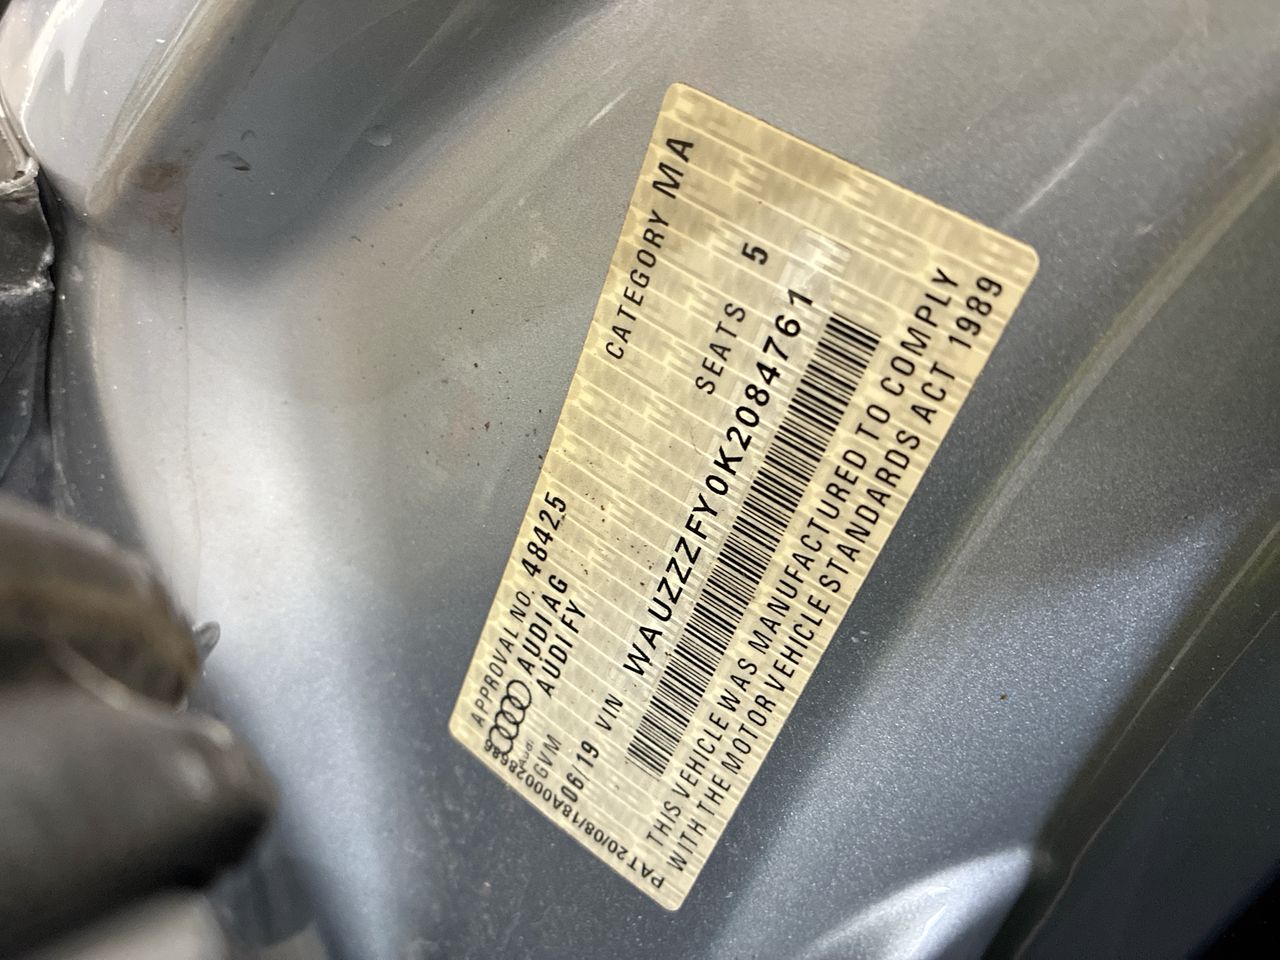 APPROVAL NO. 48425
CATEGORY MA
AUDI AG
AUDI FY
Audi
GVM
SEATS 5
06/19 VIN WAUZZZFY0K2084761
THIS VEHICLE WAS MANUFACTURED TO COMPLY
WITH THE MOTOR VEHICLE STANDARDS ACT 1989
PAT20/08/18A00028686